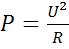 P = U²/R